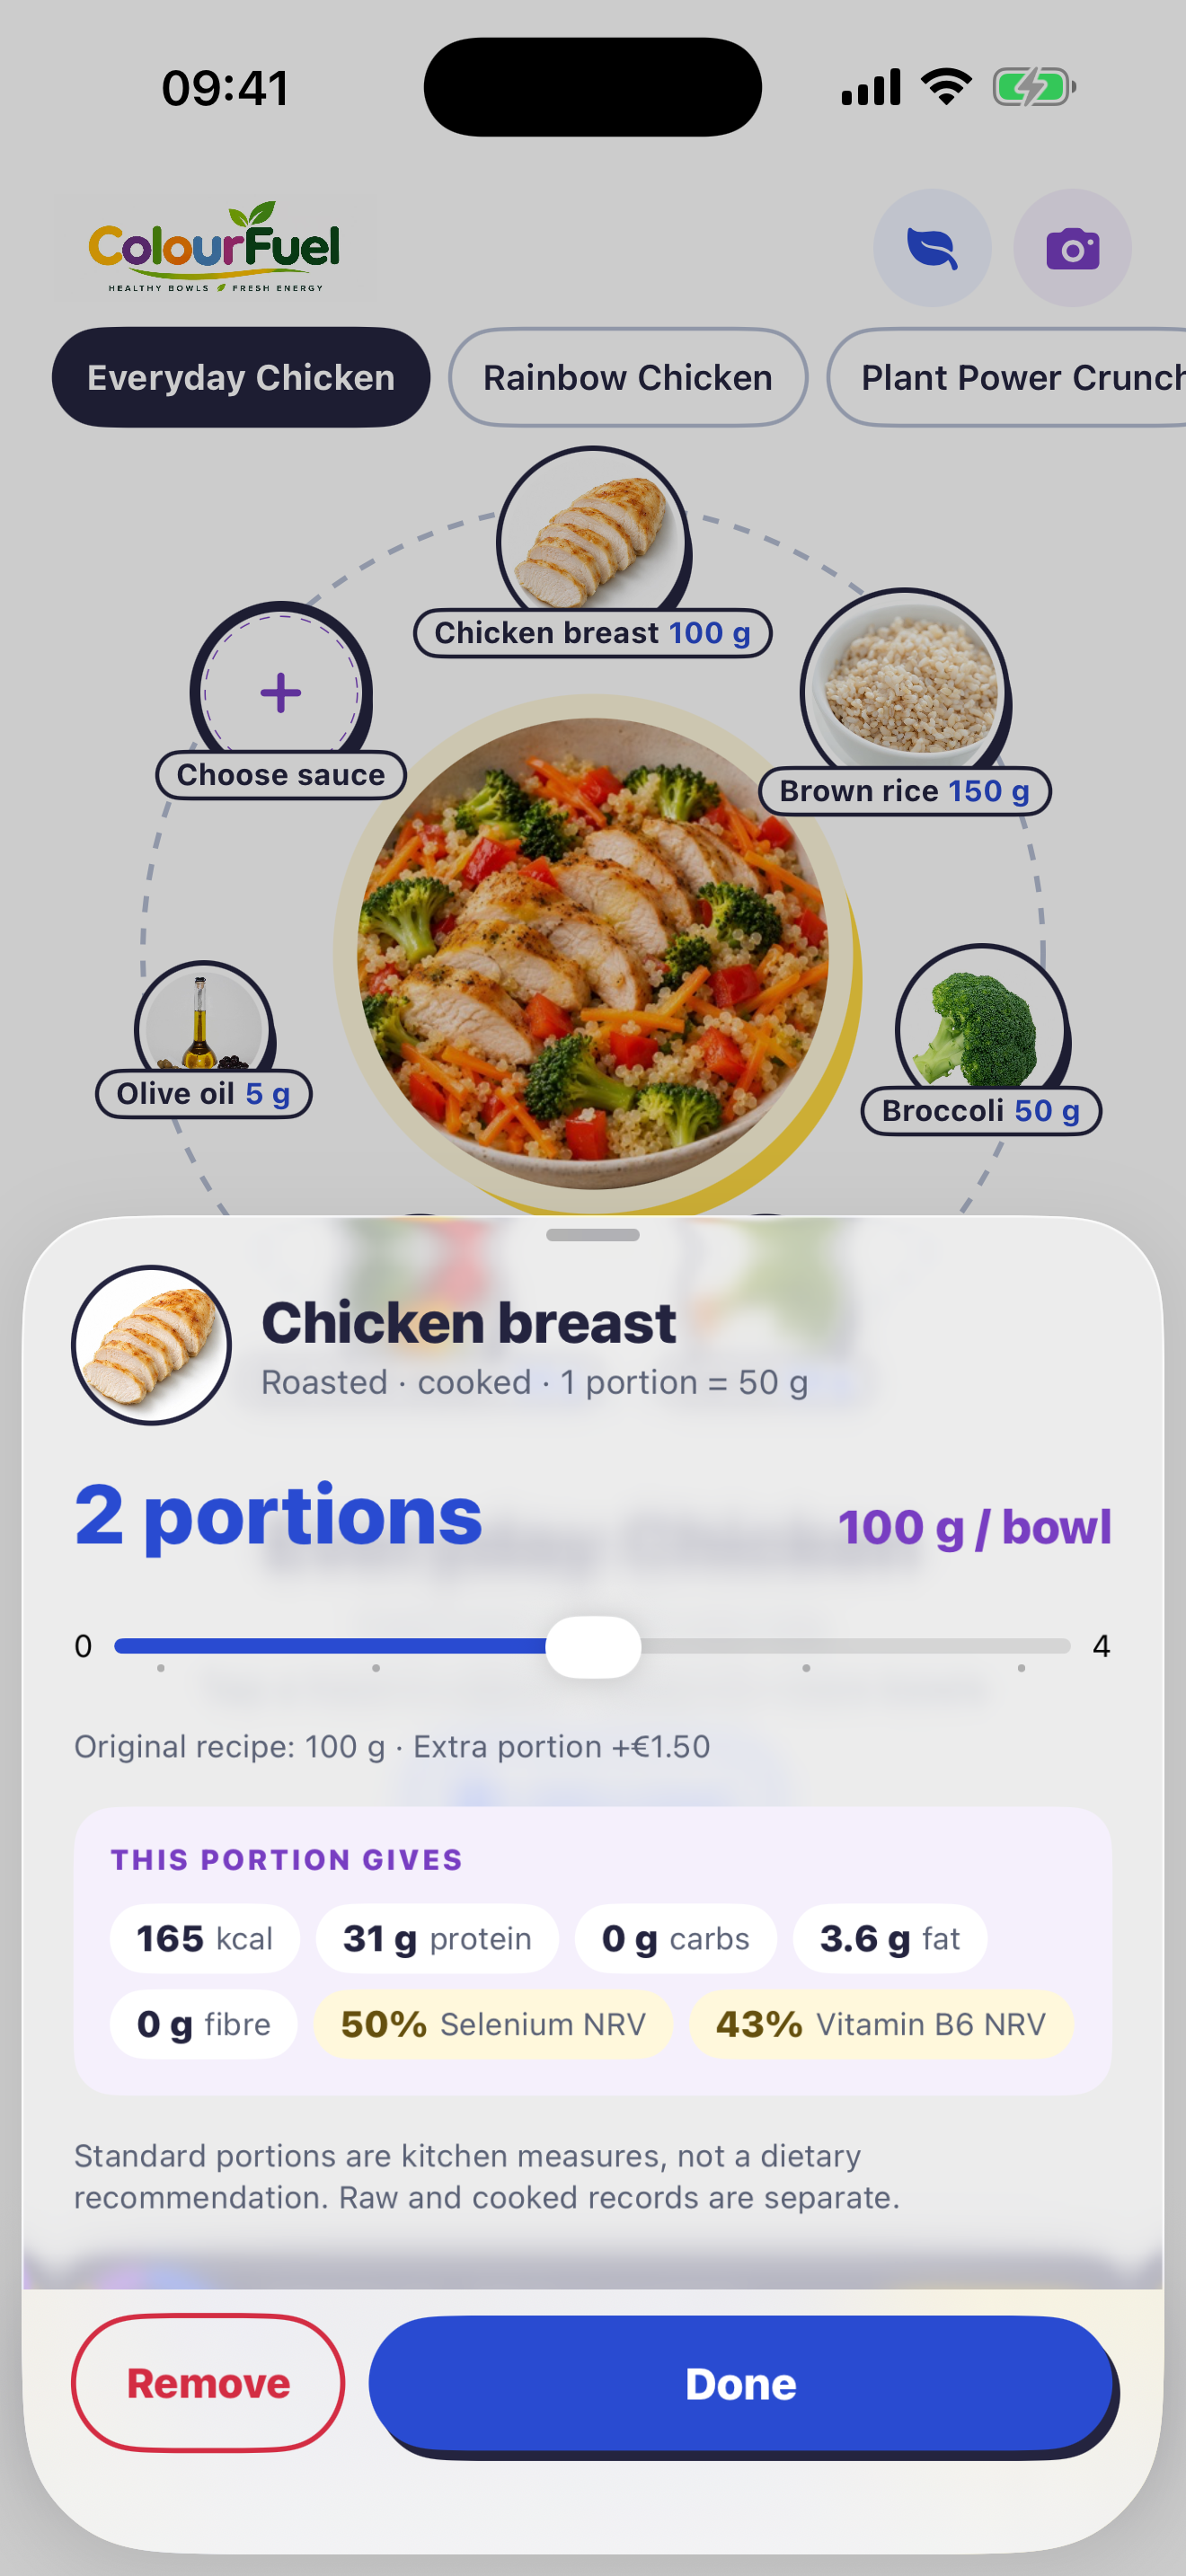 09:41
ColourFuel
HEALTHY BOWLS FRESH ENERGY
Everyday Chicken
Rainbow Chicken
Plant Power Crunch
Chicken breast 100 g
Choose sauce
Brown rice 150 g
Olive oil 5 g
Broccoli 50 g
Chicken breast
Roasted · cooked · 1 portion = 50 g
2 portions
100 g / bowl
0
4
Original recipe: 100 g · Extra portion +€1.50
THIS PORTION GIVES
165 kcal
31 g protein
0 g carbs
3.6 g fat
0 g fibre
50% Selenium NRV
43% Vitamin B6 NRV
Standard portions are kitchen measures, not a dietary
recommendation. Raw and cooked records are separate.
Remove
Done